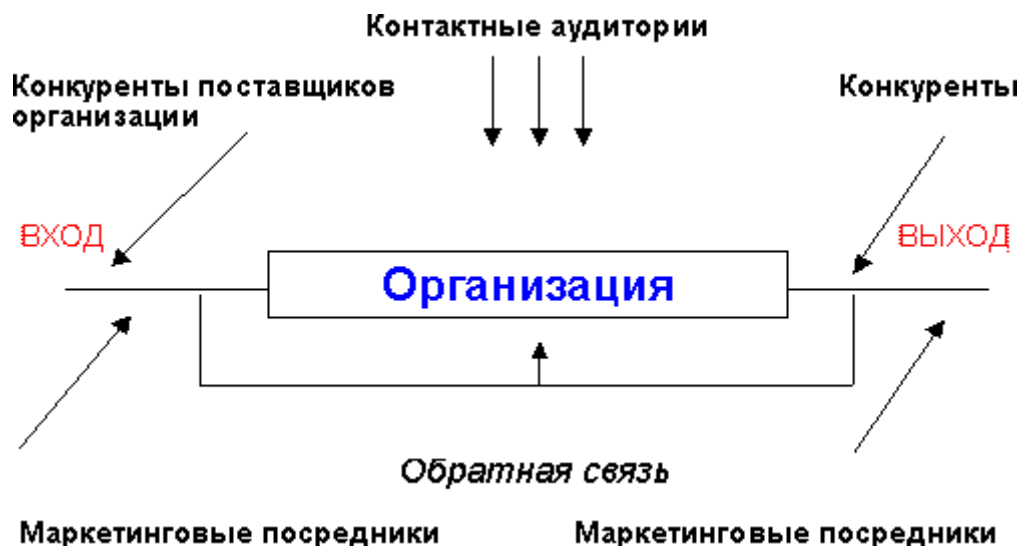 Контактные аудитории
Конкуренты поставщиков
организации
Конкуренты
ВХОД
ВЫХОД
Организация
Обратная связь
Маркетинговые посредники
Маркетинговые посредники